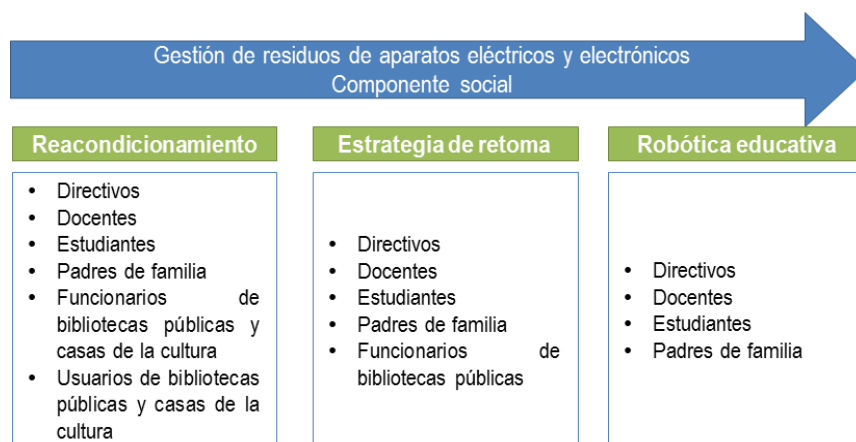 Gestión de residuos de aparatos eléctricos y electrónicos
Componente social
Reacondicionamiento
• Directivos
• Docentes
• Estudiantes
• Padres de familia
• Funcionarios de
bibliotecas públicas y
casas de la cultura
• Usuarios de bibliotecas
públicas y casas de la
cultura
Estrategia de retoma
• Directivos
• Docentes
• Estudiantes
• Padres de familia
• Funcionarios de
bibliotecas públicas
Robótica educativa
• Directivos
• Docentes
• Estudiantes
• Padres de familia